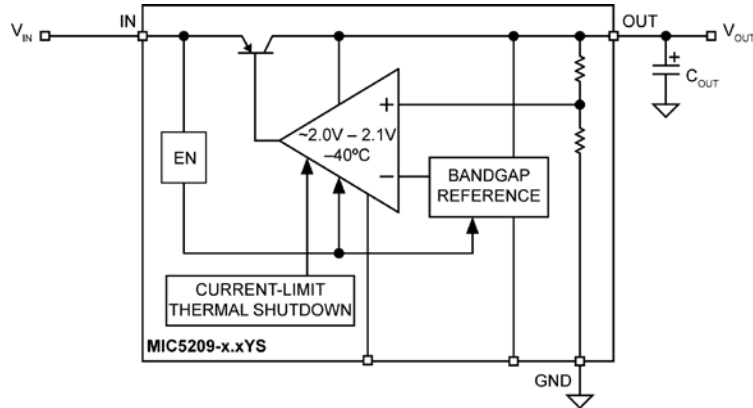 IN
OUT
V_IN
V_OUT
+
C_OUT
+
~2.0V – 2.1V
–40ºC
–
EN
BANDGAP
REFERENCE
CURRENT-LIMIT
THERMAL SHUTDOWN
MIC5209-x.xYS
GND